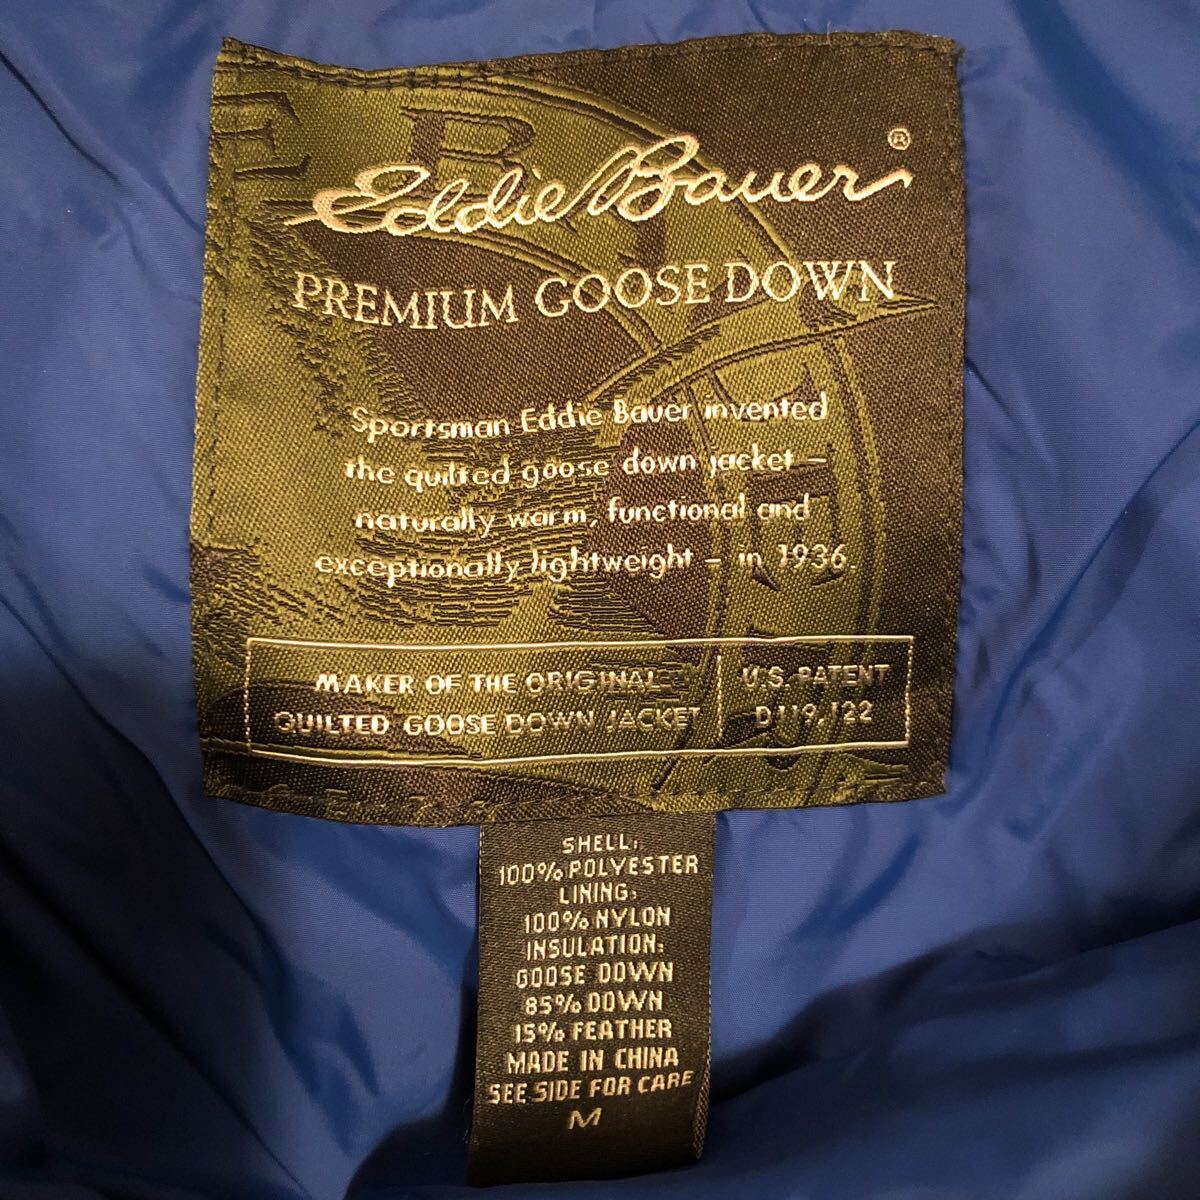 Eddie Bauer®
PREMIUM GOOSE DOWN
Sportsman Eddie Bauer invented
the quilted goose down jacket –
naturally warm, functional and
exceptionally lightweight – in 1936
MAKER OF THE ORIGINAL
QUILTED GOOSE DOWN JACKET
U.S. PATENT
D119,122
SHELL:
100% POLYESTER
LINING:
100% NYLON
INSULATION:
GOOSE DOWN
85% DOWN
15% FEATHER
MADE IN CHINA
SEE SIDE FOR CARE
M